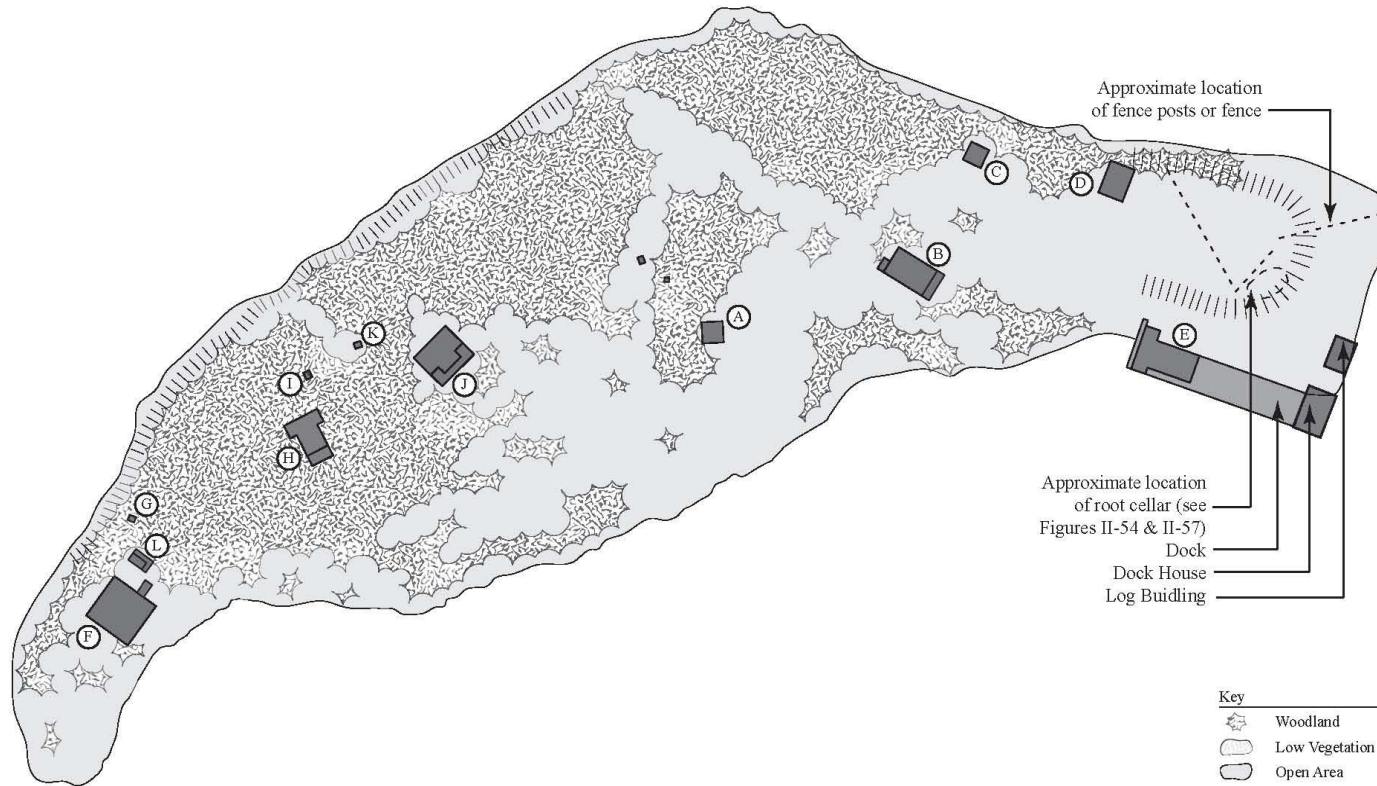 Approximate location
of fence posts or fence
C
D
B
A
E
K
I
J
H
G
L
F
Approximate location
of root cellar (see
Figures II-54 & II-57)
Dock
Dock House
Log Buidling
Key
Woodland
Low Vegetation
Open Area